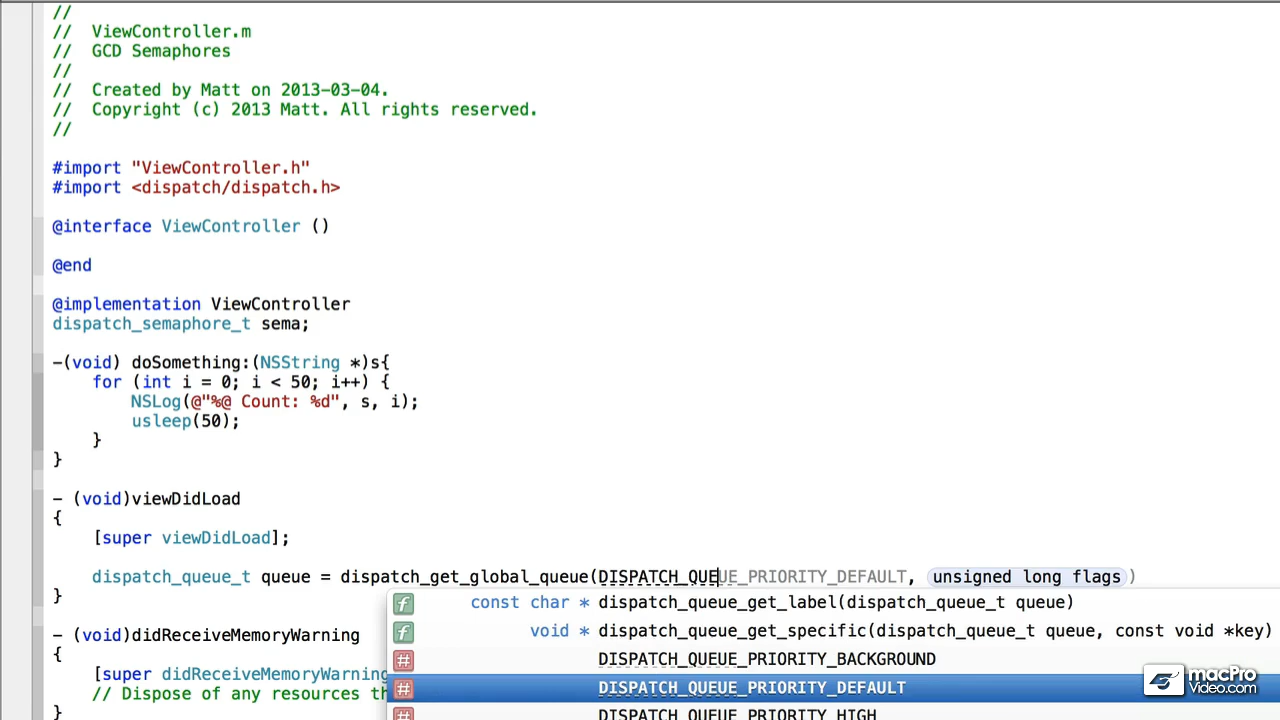 //
//  ViewController.m
//  GCD Semaphores
//
//  Created by Matt on 2013-03-04.
//  Copyright (c) 2013 Matt. All rights reserved.
//
#import "ViewController.h"
#import <dispatch/dispatch.h>
@interface ViewController ()
@end
@implementation ViewController
dispatch_semaphore_t sema;
-(void) doSomething:(NSString *)s{
    for (int i = 0; i < 50; i++) {
        NSLog(@"%@ Count: %d", s, i);
        usleep(50);
    }
}
- (void)viewDidLoad
{
    [super viewDidLoad];
    dispatch_queue_t queue = dispatch_get_global_queue(DISPATCH_QUEUE_PRIORITY_DEFAULT, unsigned long flags)
}
f const char * dispatch_queue_get_label(dispatch_queue_t queue)
f void * dispatch_queue_get_specific(dispatch_queue_t queue, const void *key)
# DISPATCH_QUEUE_PRIORITY_BACKGROUND
# DISPATCH_QUEUE_PRIORITY_DEFAULT
# DISPATCH_QUEUE_PRIORITY_HIGH
- (void)didReceiveMemoryWarning
{
    [super didReceiveMemoryWarning
    // Dispose of any resources th
}
macPro
Video.com